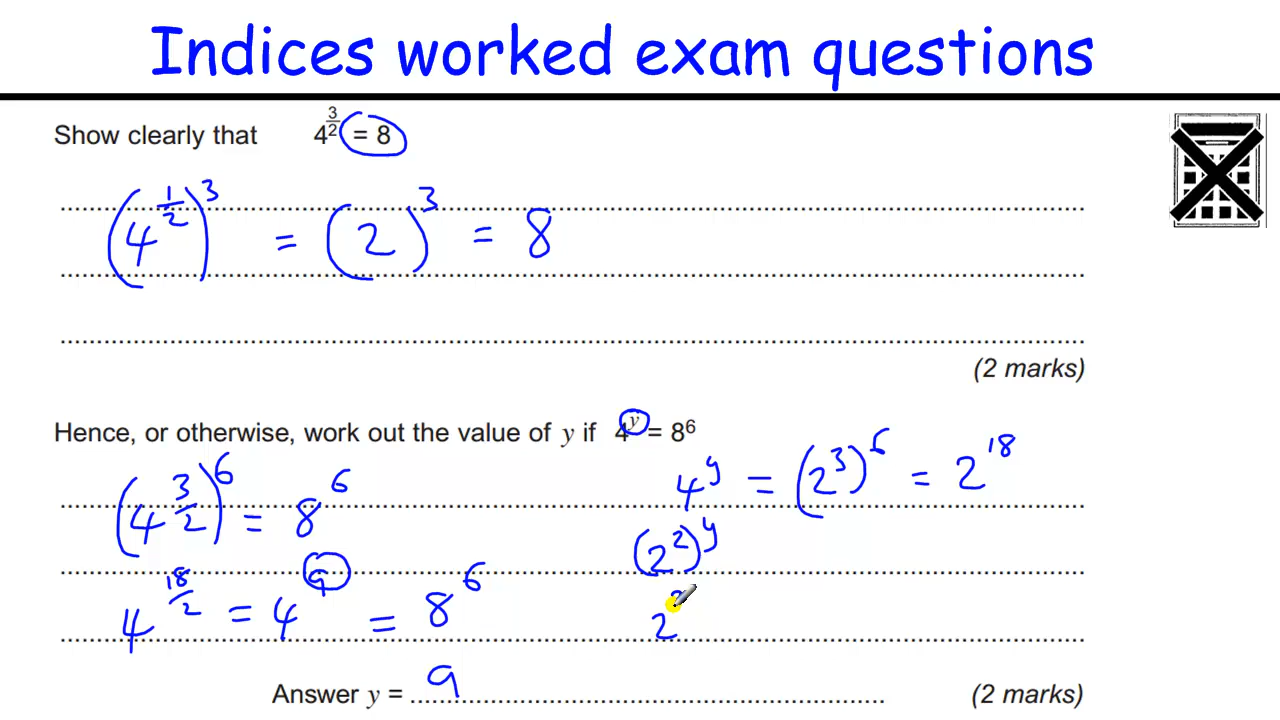 Indices worked exam questions
Show clearly that 4^(3/2) = 8
(4^(1/2))^3 = (2)^3 = 8
(2 marks)
Hence, or otherwise, work out the value of y if 4^y = 8^6
(4^(3/2))^6 = 8^6
4^(18/2) = 4^9 = 8^6
4^y = (2^3)^6 = 2^18
(2^2)^y
2
Answer y = 9 (2 marks)